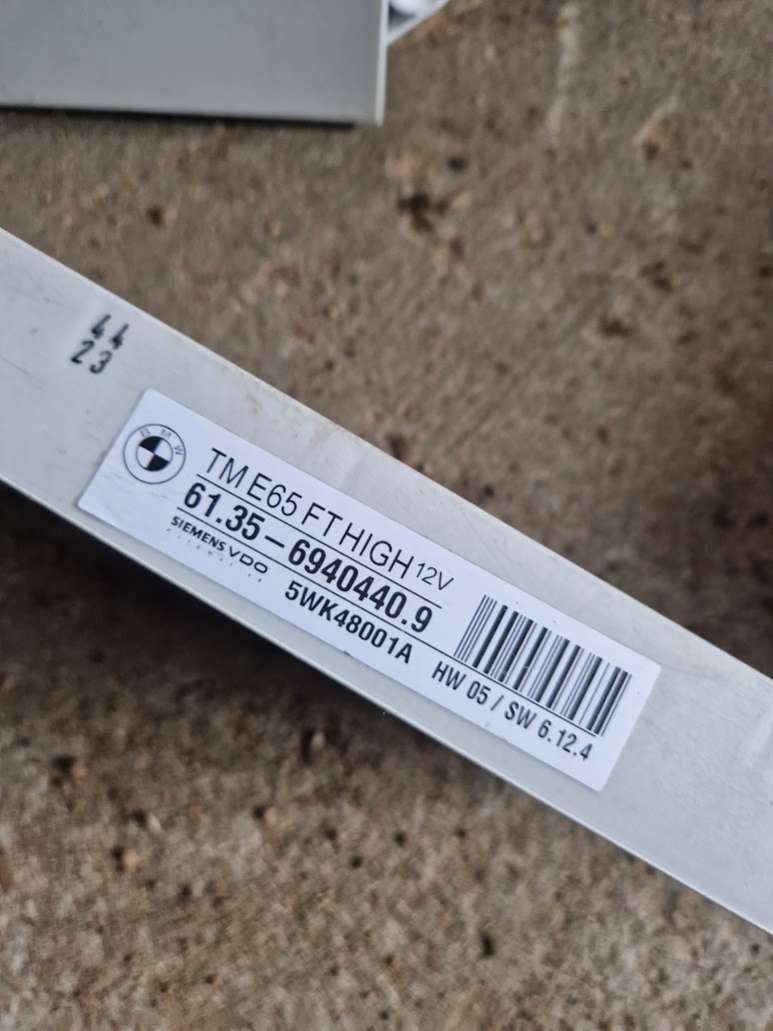 44
23
BMW
TM E65 FT HIGH 12V
61.35-6940440.9
SIEMENS VDO
5WK48001A
HW 05 / SW 6.12.4